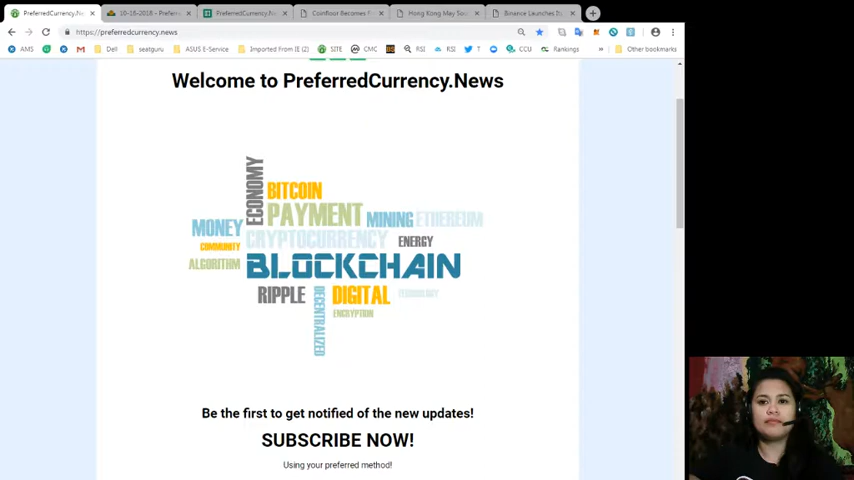 PreferredCurrency.Ne
10-16-2018 - Preferr
PreferredCurrency.N
Coinfloor Becomes F
Hong Kong May Soo
Binance Launches It
https://preferredcurrency.news
AMS
Dell
seatguru
ASUS E-Service
Imported From IE (2)
SITE
CMC
RSI
RSI
T
CCU
Rankings
»
Other bookmarks
Welcome to PreferredCurrency.News
ECONOMY
BITCOIN
PAYMENT
MONEY
MINING
ETHEREUM
COMMUNITY
CRYPTOCURRENCY
ENERGY
ALGORITHM
BLOCKCHAIN
RIPPLE
DECENTRALIZED
DIGITAL
TECHNOLOGY
ENCRYPTION
Be the first to get notified of the new updates!
SUBSCRIBE NOW!
Using your preferred method!